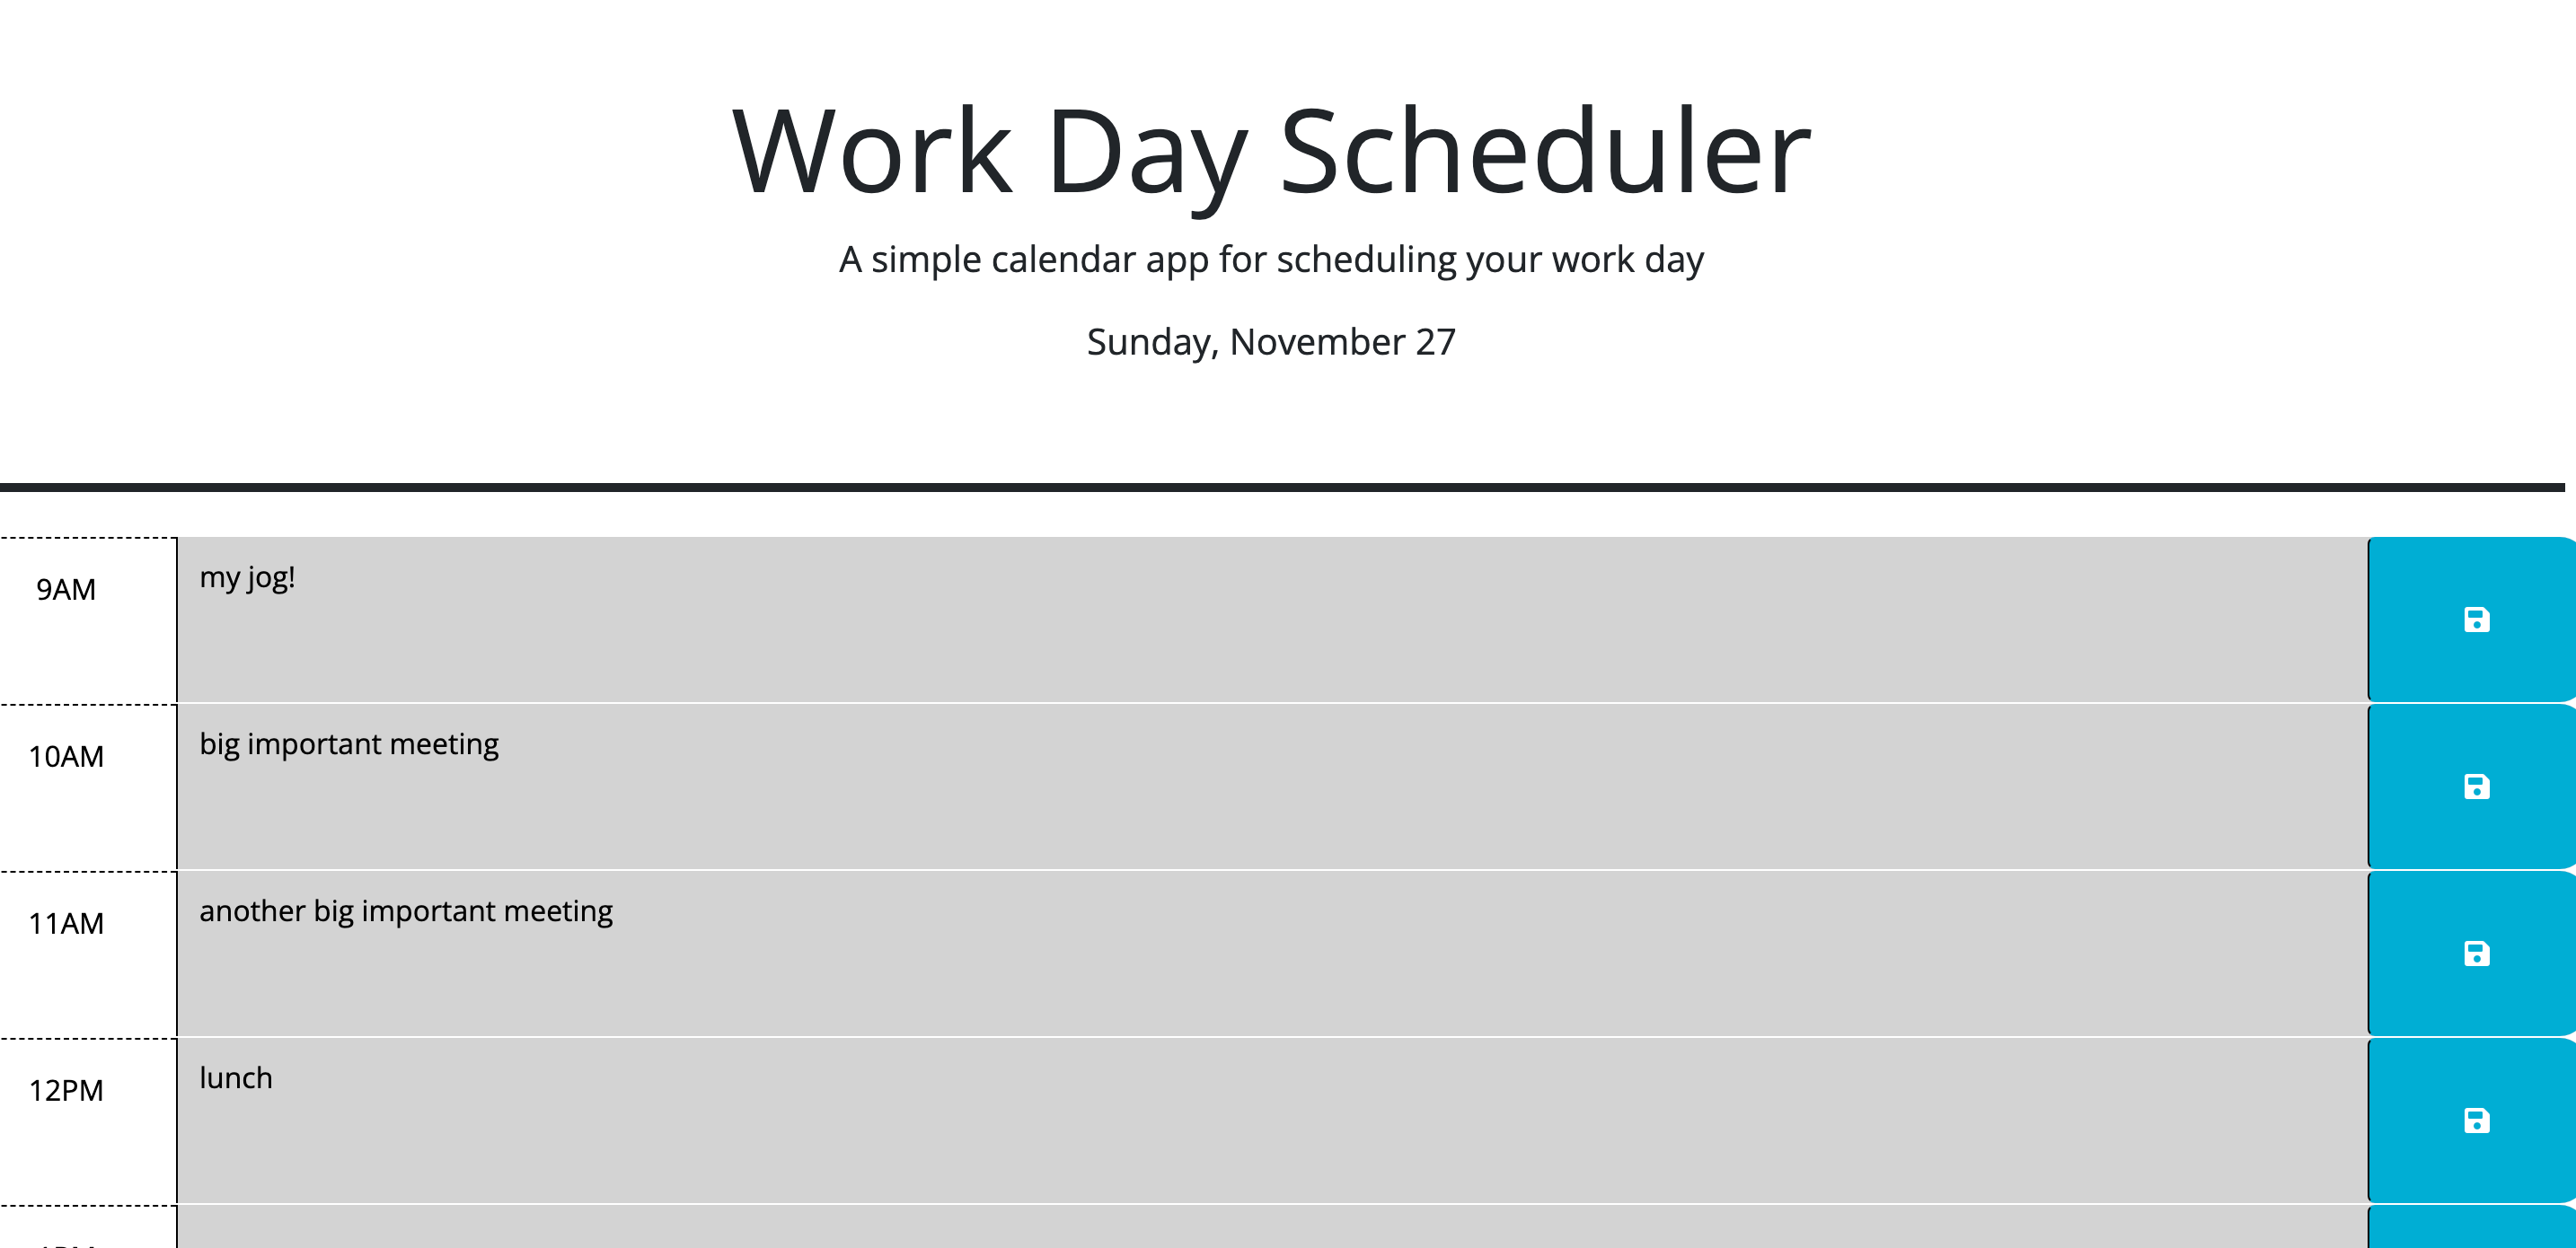 Work Day Scheduler
A simple calendar app for scheduling your work day
Sunday, November 27
9AM
my jog!
10AM
big important meeting
11AM
another big important meeting
12PM
lunch